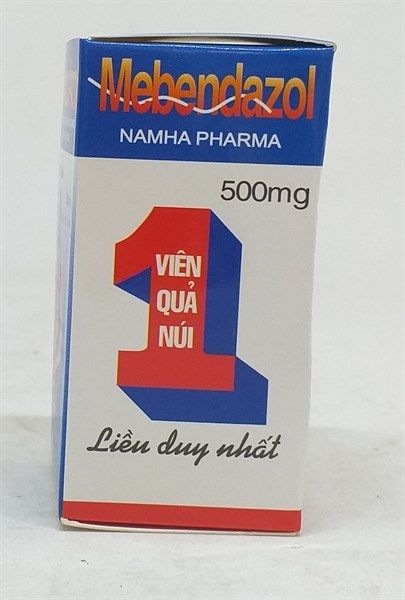 Mebendazol
NAMHA PHARMA
500mg
1
VIÊN
QUẢ
NÚI
Liều duy nhất